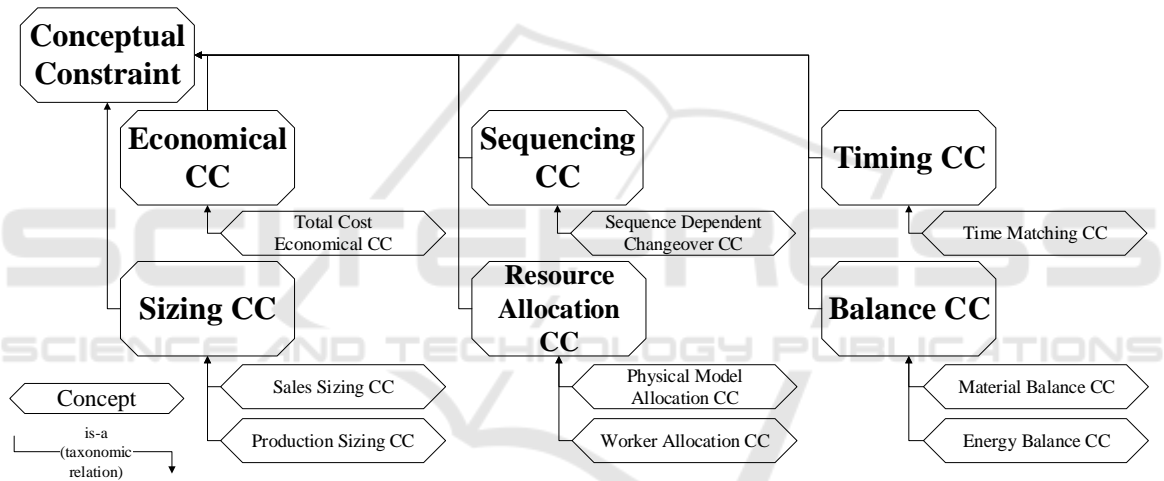 Conceptual
Constraint
Economical
CC
Sequencing
CC
Timing CC
Total Cost
Economical CC
Sequence Dependent
Changeover CC
Time Matching CC
Sizing CC
Resource
Allocation
CC
Balance CC
Sales Sizing CC
Physical Model
Allocation CC
Material Balance CC
Production Sizing CC
Worker Allocation CC
Energy Balance CC
Concept
is-a
(taxonomic
relation)
SCITEPRESS
SCIENCE AND TECHNOLOGY PUBLICATIONS